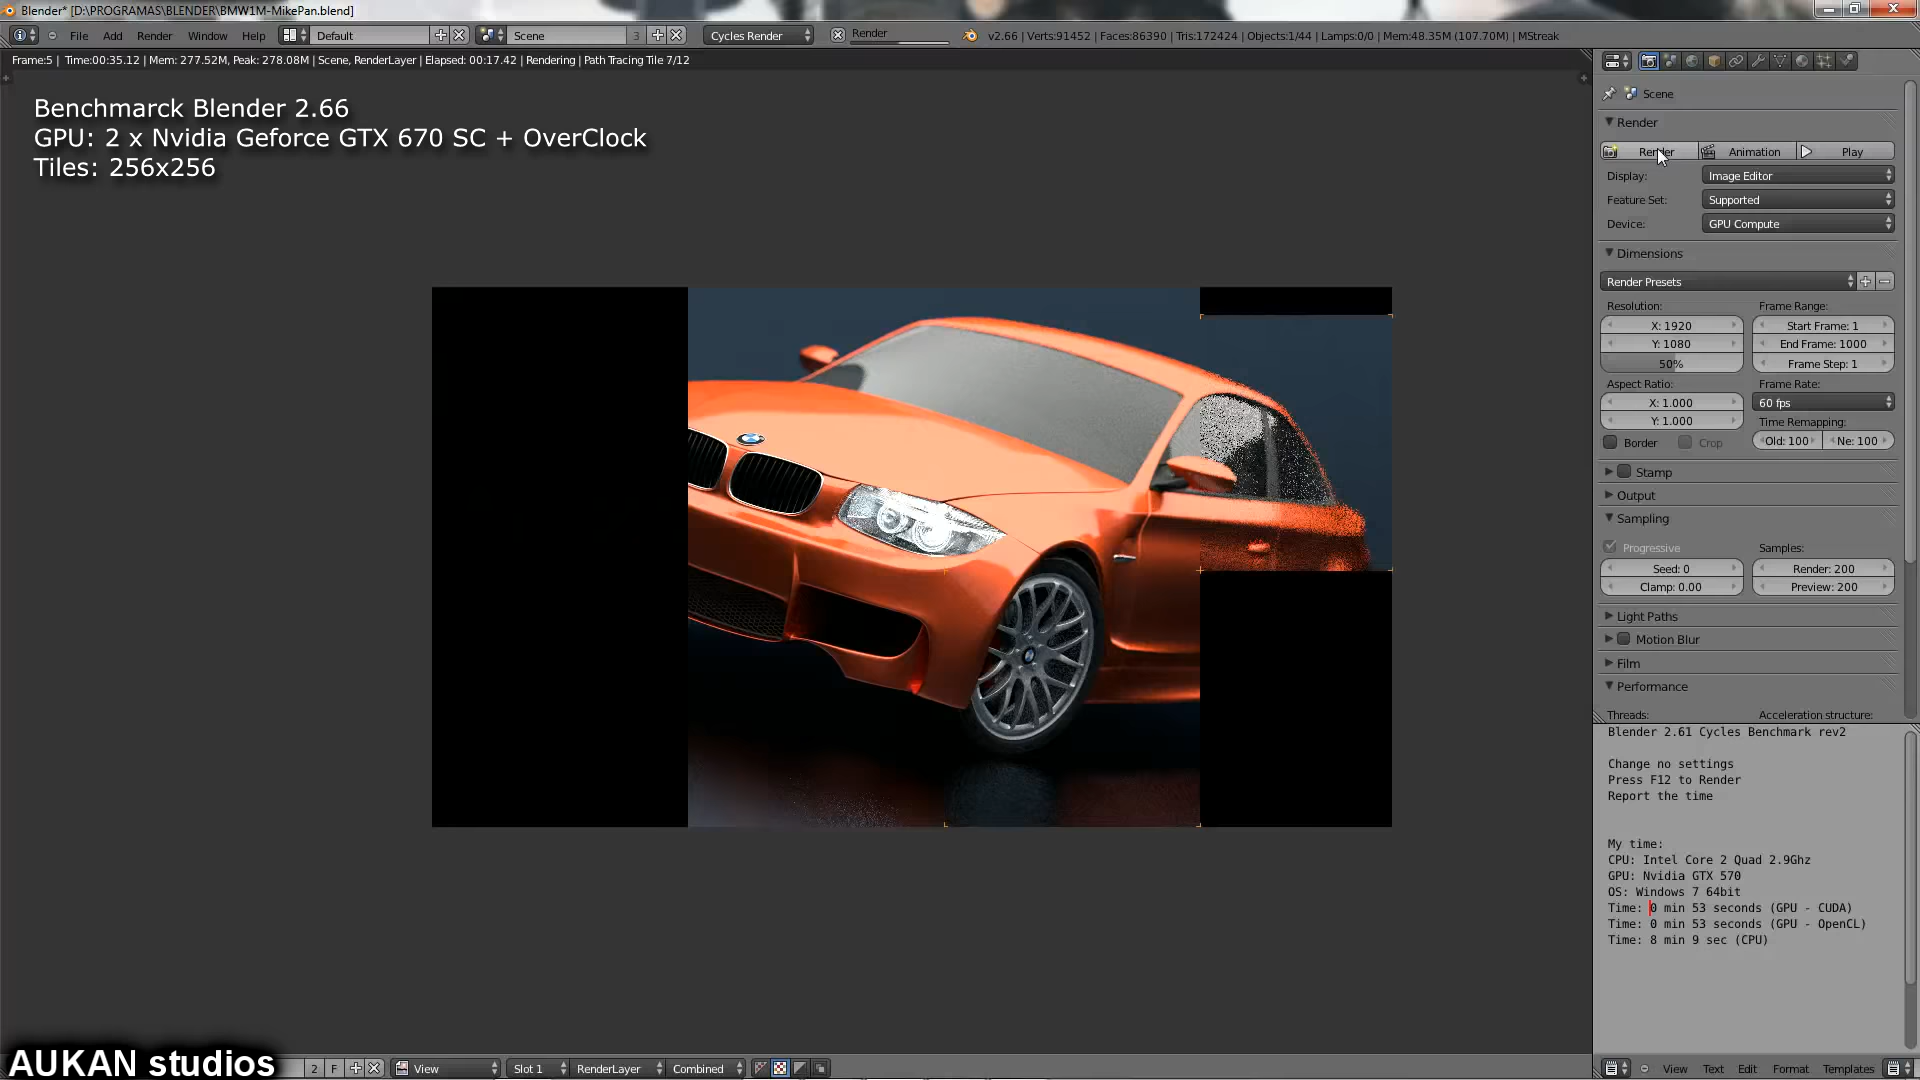 Blender* [D:\PROGRAMAS\BLENDER\BMW1M-MikePan.blend]
File Add Render Window Help Default Scene 3 Cycles Render Render v2.66 | Verts:91452 | Faces:86390 | Tris:172424 | Objects:1/44 | Lamps:0/0 | Mem:48.35M (107.70M) | MStreak
Frame:5 | Time:00:35.12 | Mem: 277.52M, Peak: 278.08M | Scene, RenderLayer | Elapsed: 00:17.42 | Rendering | Path Tracing Tile 7/12
Benchmarck Blender 2.66
GPU: 2 x Nvidia Geforce GTX 670 SC + OverClock
Tiles: 256x256
Scene
Render
Render Animation Play
Display: Image Editor
Feature Set: Supported
Device: GPU Compute
Dimensions
Render Presets
Resolution: Frame Range:
X: 1920 Start Frame: 1
Y: 1080 End Frame: 1000
50% Frame Step: 1
Aspect Ratio: Frame Rate:
X: 1.000 60 fps
Y: 1.000 Time Remapping:
Border Crop Old: 100 Ne: 100
Stamp
Output
Sampling
Progressive Samples:
Seed: 0 Render: 200
Clamp: 0.00 Preview: 200
Light Paths
Motion Blur
Film
Performance
Threads: Acceleration structure:
Blender 2.61 Cycles Benchmark rev2
Change no settings
Press F12 to Render
Report the time
My time:
CPU: Intel Core 2 Quad 2.9Ghz
GPU: Nvidia GTX 570
OS: Windows 7 64bit
Time: 0 min 53 seconds (GPU - CUDA)
Time: 0 min 53 seconds (GPU - OpenCL)
Time: 8 min 9 sec (CPU)
AUKAN studios
2 F View Slot 1 RenderLayer Combined
View Text Edit Format Templates